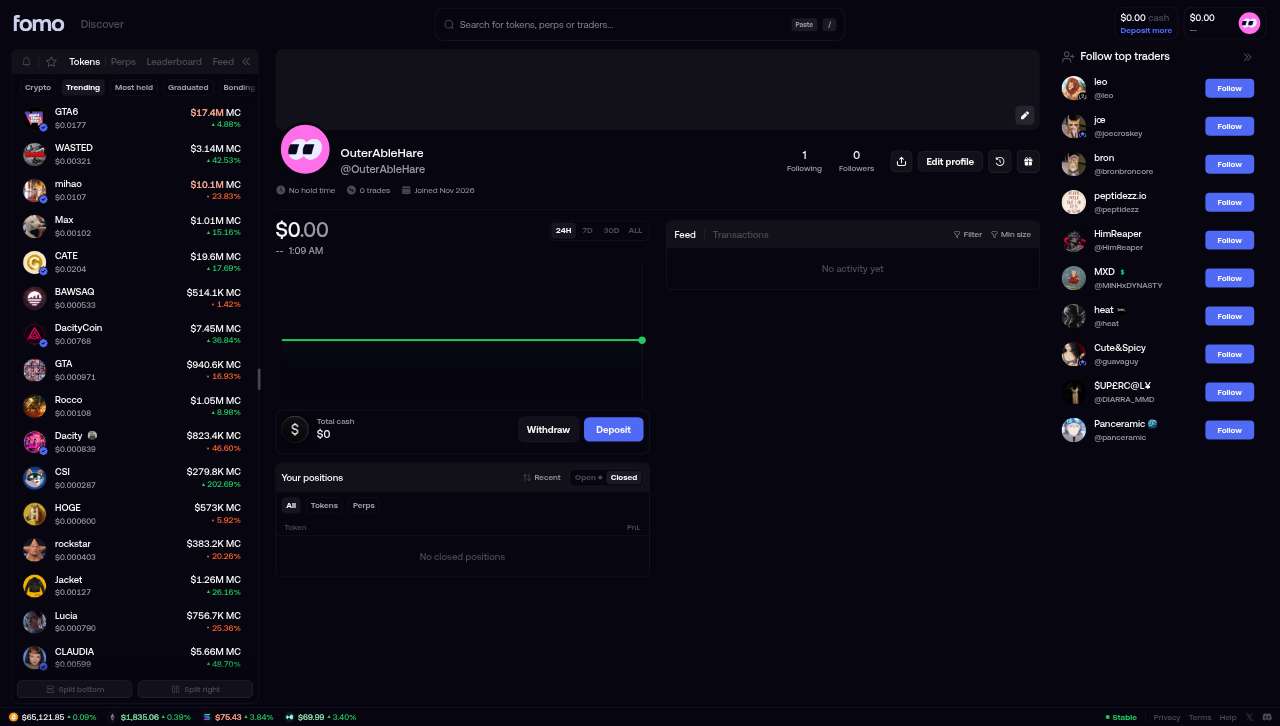 fomo
Discover
Search for tokens, perps or traders...
Paste
/
$0.00 cash
Deposit more
$0.00
—
Tokens Perps Leaderboard Feed
Crypto Trending Most held Graduated Bonding
GTA6 $17.4M MC
$0.0177 4.88%
WASTED $3.14M MC
$0.00321 42.53%
mihao $10.1M MC
$0.0107 23.83%
Max $1.01M MC
$0.00102 15.16%
CATE $19.6M MC
$0.0204 17.69%
BAWSAQ $514.1K MC
$0.000533 1.42%
DacityCoin $7.45M MC
$0.00768 36.84%
GTA $940.6K MC
$0.000971 16.93%
Rocco $1.05M MC
$0.00108 8.98%
Dacity $823.4K MC
$0.000839 46.60%
CSI $279.8K MC
$0.000287 202.69%
HOGE $573K MC
$0.000600 5.92%
rockstar $383.2K MC
$0.000403 20.26%
Jacket $1.26M MC
$0.00127 26.16%
Lucia $756.7K MC
$0.000790 25.36%
CLAUDIA $5.66M MC
$0.00599 48.70%
Split bottom Split right
OuterAbleHare
@OuterAbleHare
1 Following
0 Followers
Edit profile
No hold time 0 trades Joined Nov 2026
$0.00
-- 1:09 AM
24H 7D 30D ALL
Total cash
$0
Withdraw Deposit
Your positions Recent Open Closed
All Tokens Perps
Token PnL
No closed positions
Feed Transactions Filter Min size
No activity yet
Follow top traders
leo
@leo
Follow
jce
@joecroskey
Follow
bron
@bronbroncore
Follow
peptidezz.io
@peptidezz
Follow
HimReaper
@HimReaper
Follow
MXD
@MINHxDYNASTY
Follow
heat
@heat
Follow
Cute&Spicy
@guavaguy
Follow
$UP£RC@L¥
@DIARRA_MMD
Follow
Panceramic
@panceramic
Follow
$65,121.85 0.09% $1,835.06 0.39% $75.43 3.84% $69.99 3.40%
Stable Privacy Terms Help